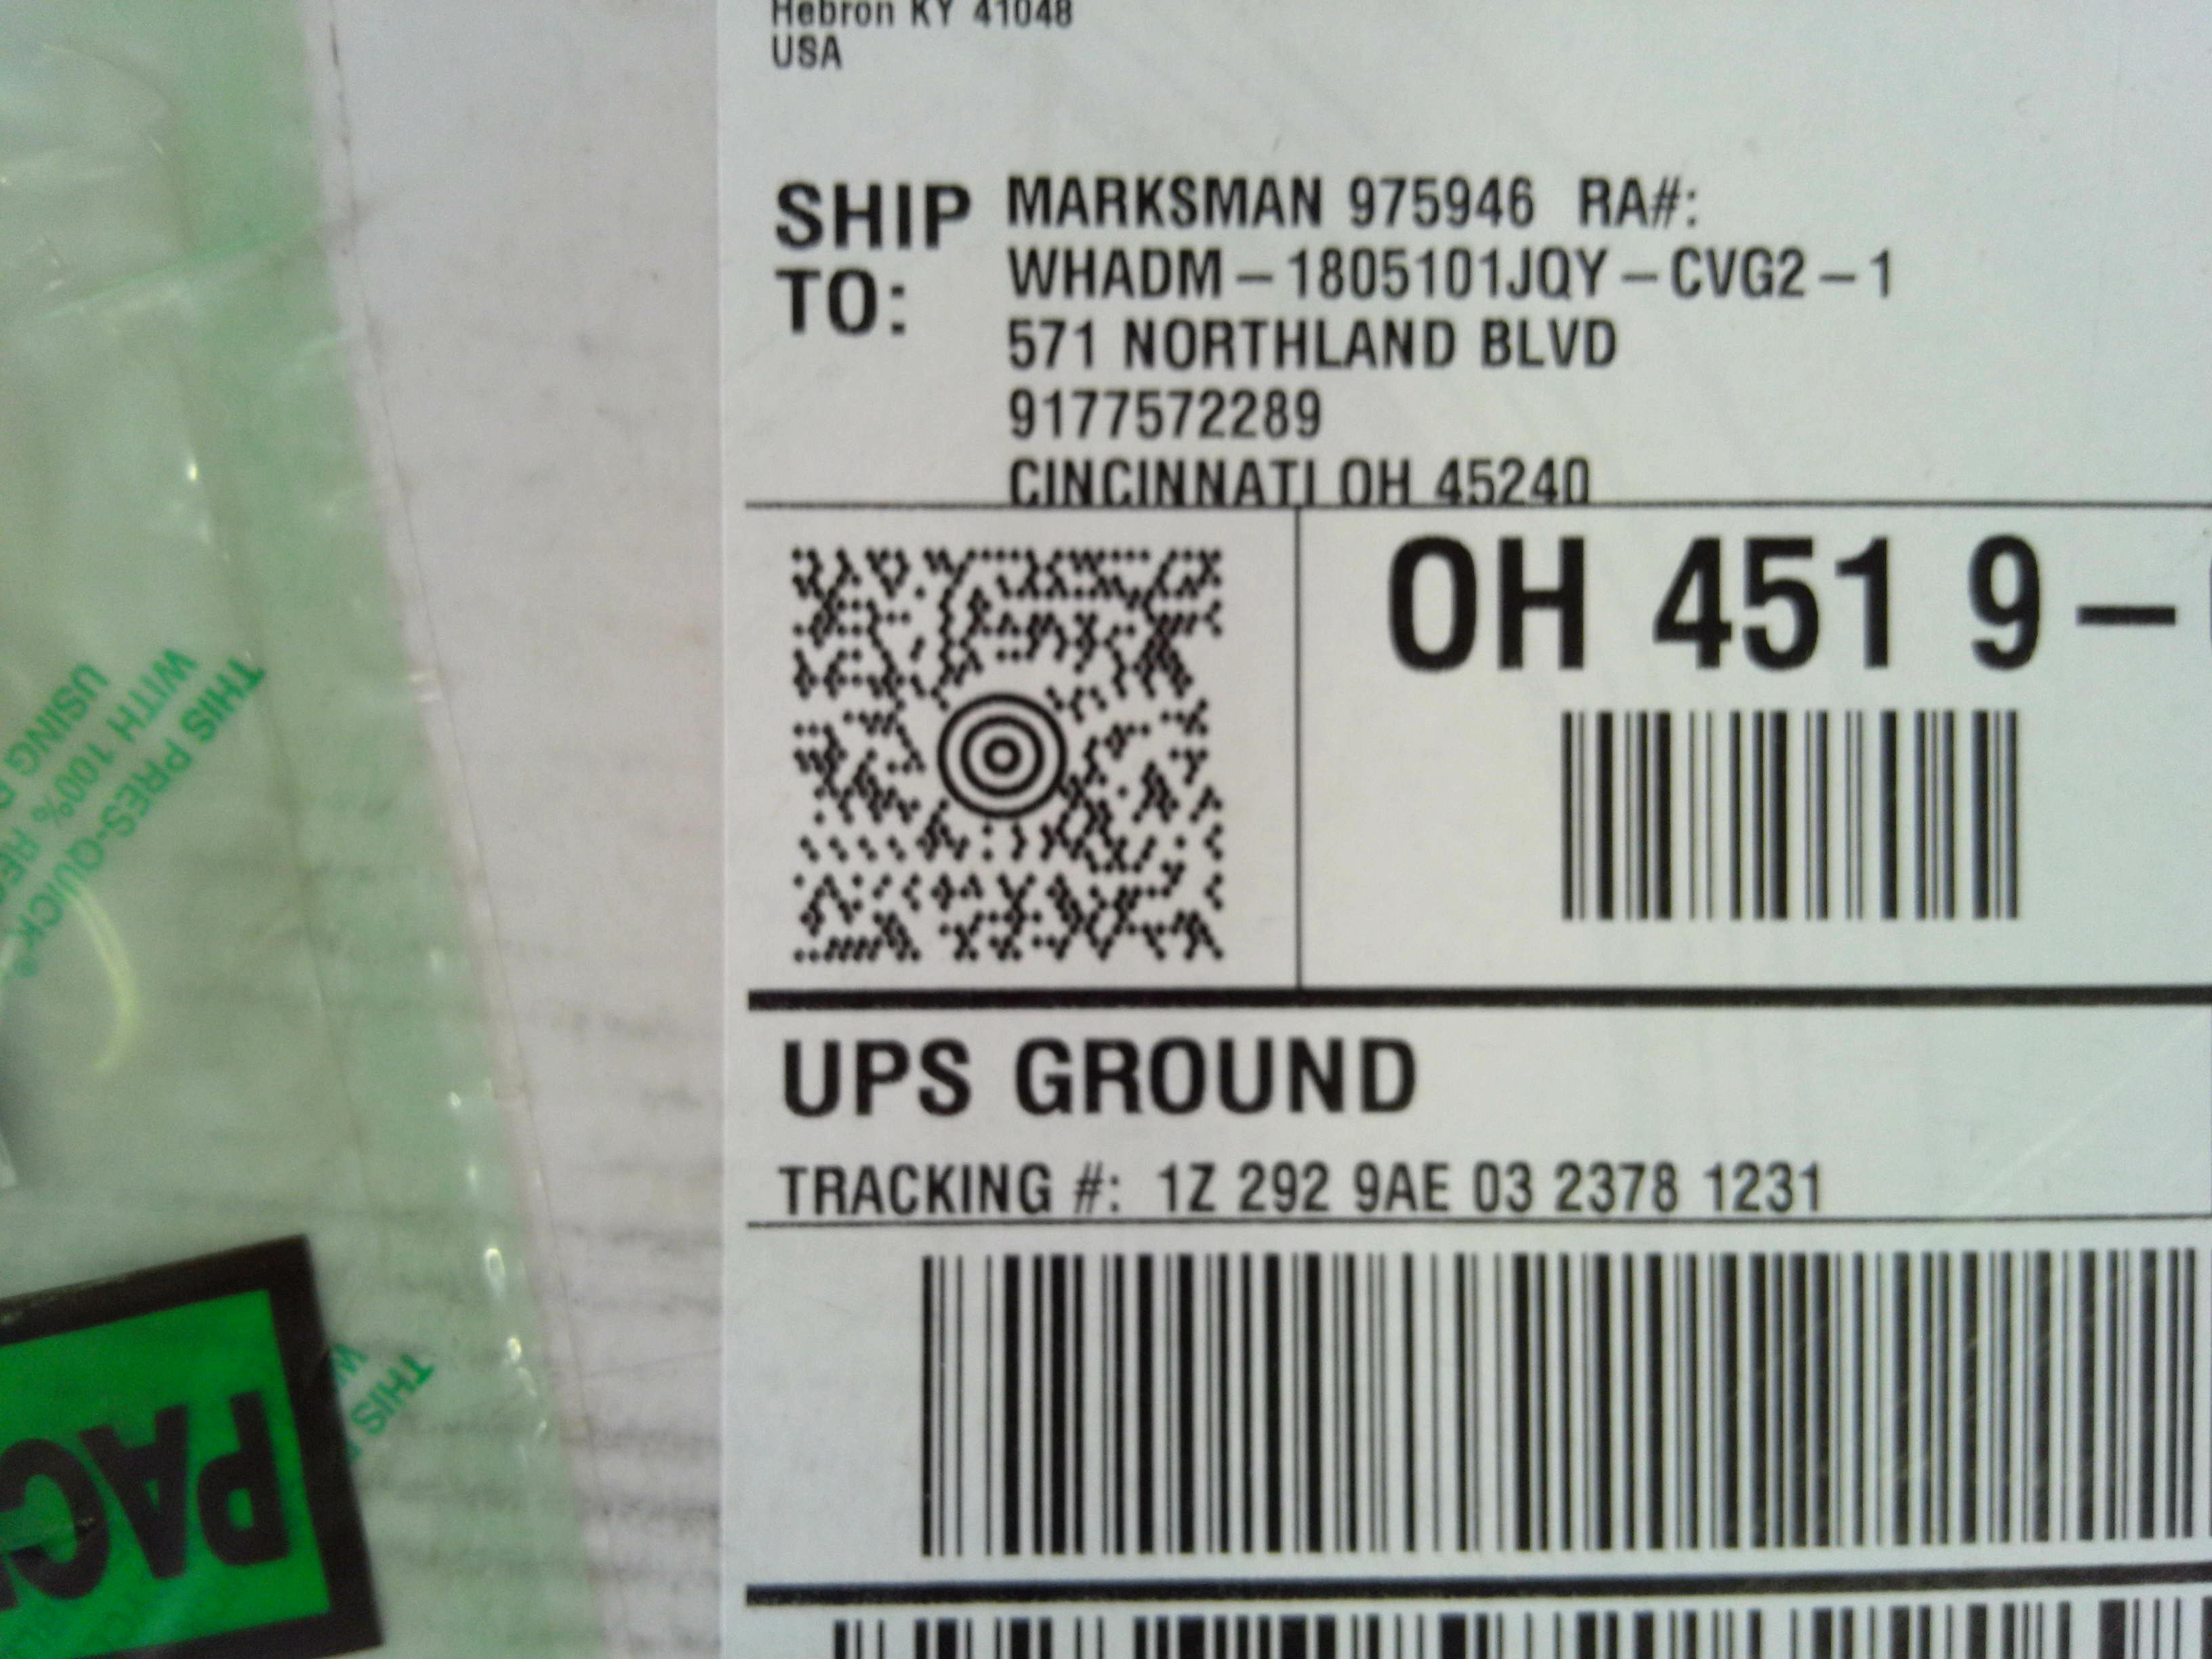 Hebron KY 41048
USA
SHIP TO:
MARKSMAN 975946 RA#:
WHADM-1805101JQY-CVG2-1
571 NORTHLAND BLVD
9177572289
CINCINNATI OH 45240
OH 451 9-
UPS GROUND
TRACKING #: 1Z 292 9AE 03 2378 1231
THIS PRES-QUICK®
WITH 100%
USING
THIS